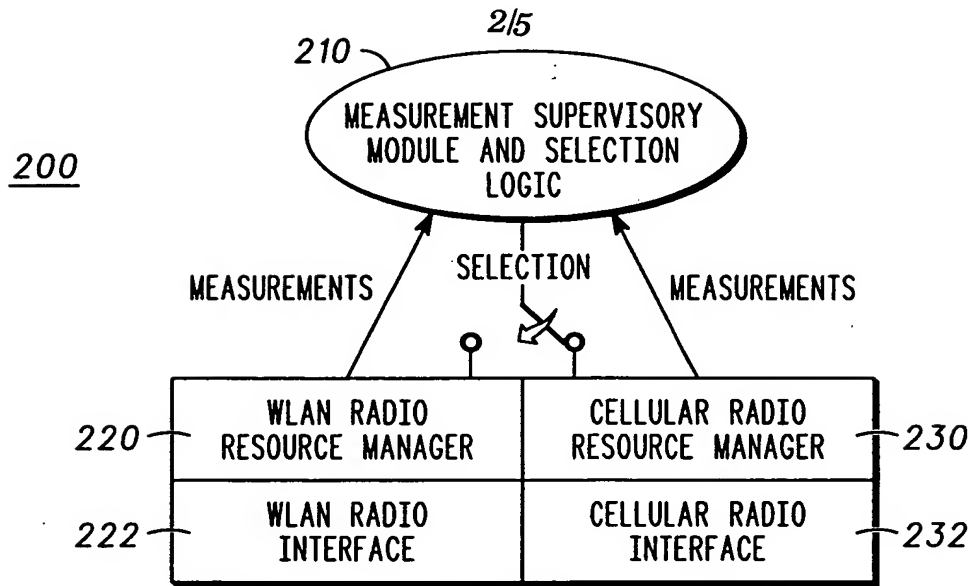 2/5
210
MEASUREMENT SUPERVISORY
MODULE AND SELECTION
LOGIC
200
SELECTION
MEASUREMENTS
MEASUREMENTS
WLAN RADIO
RESOURCE MANAGER
CELLULAR RADIO
RESOURCE MANAGER
220
230
WLAN RADIO
INTERFACE
CELLULAR RADIO
INTERFACE
222
232